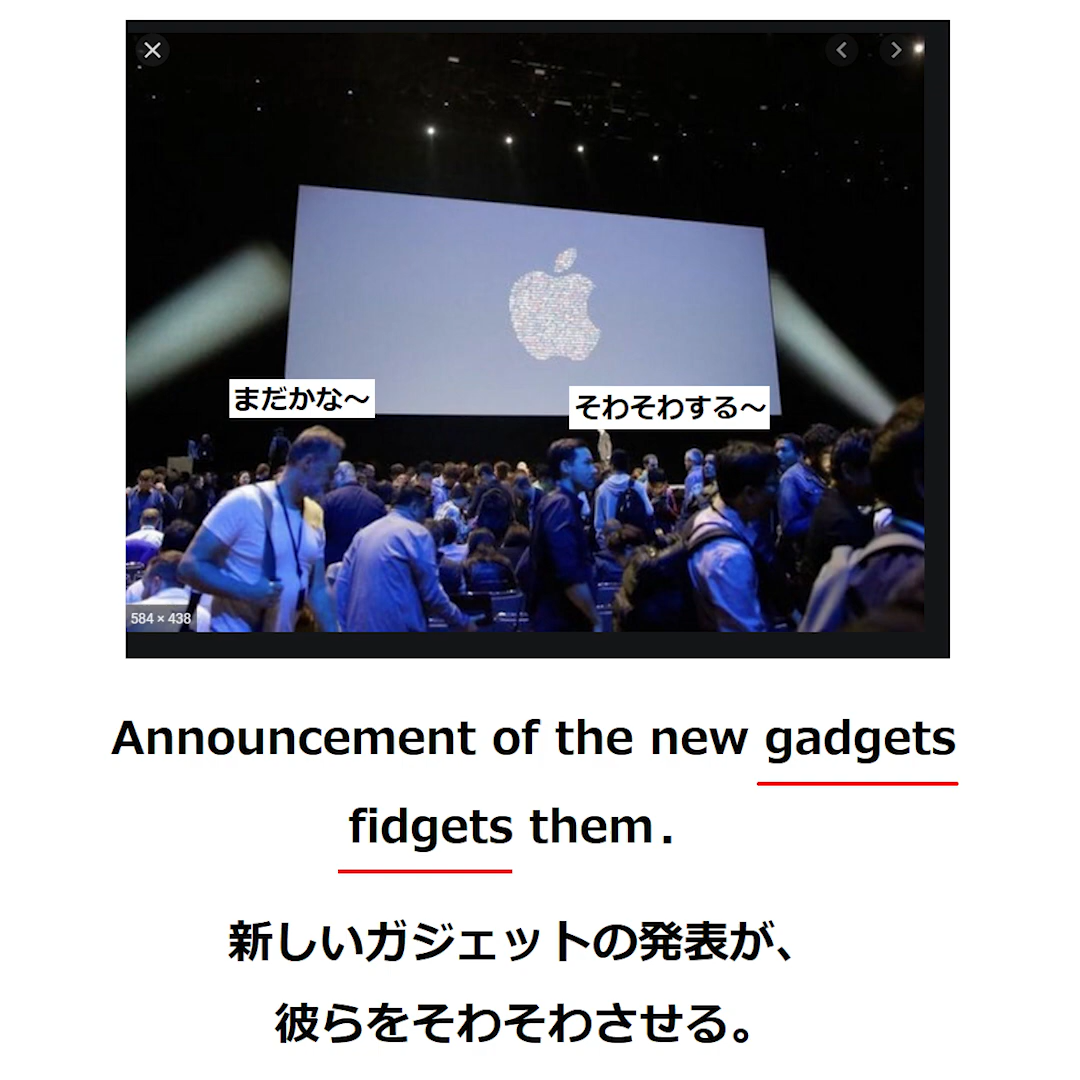 まだかな～
そわそわする～
584 × 438
Announcement of the new gadgets
fidgets them.
新しいガジェットの発表が、
彼らをそわそわさせる。